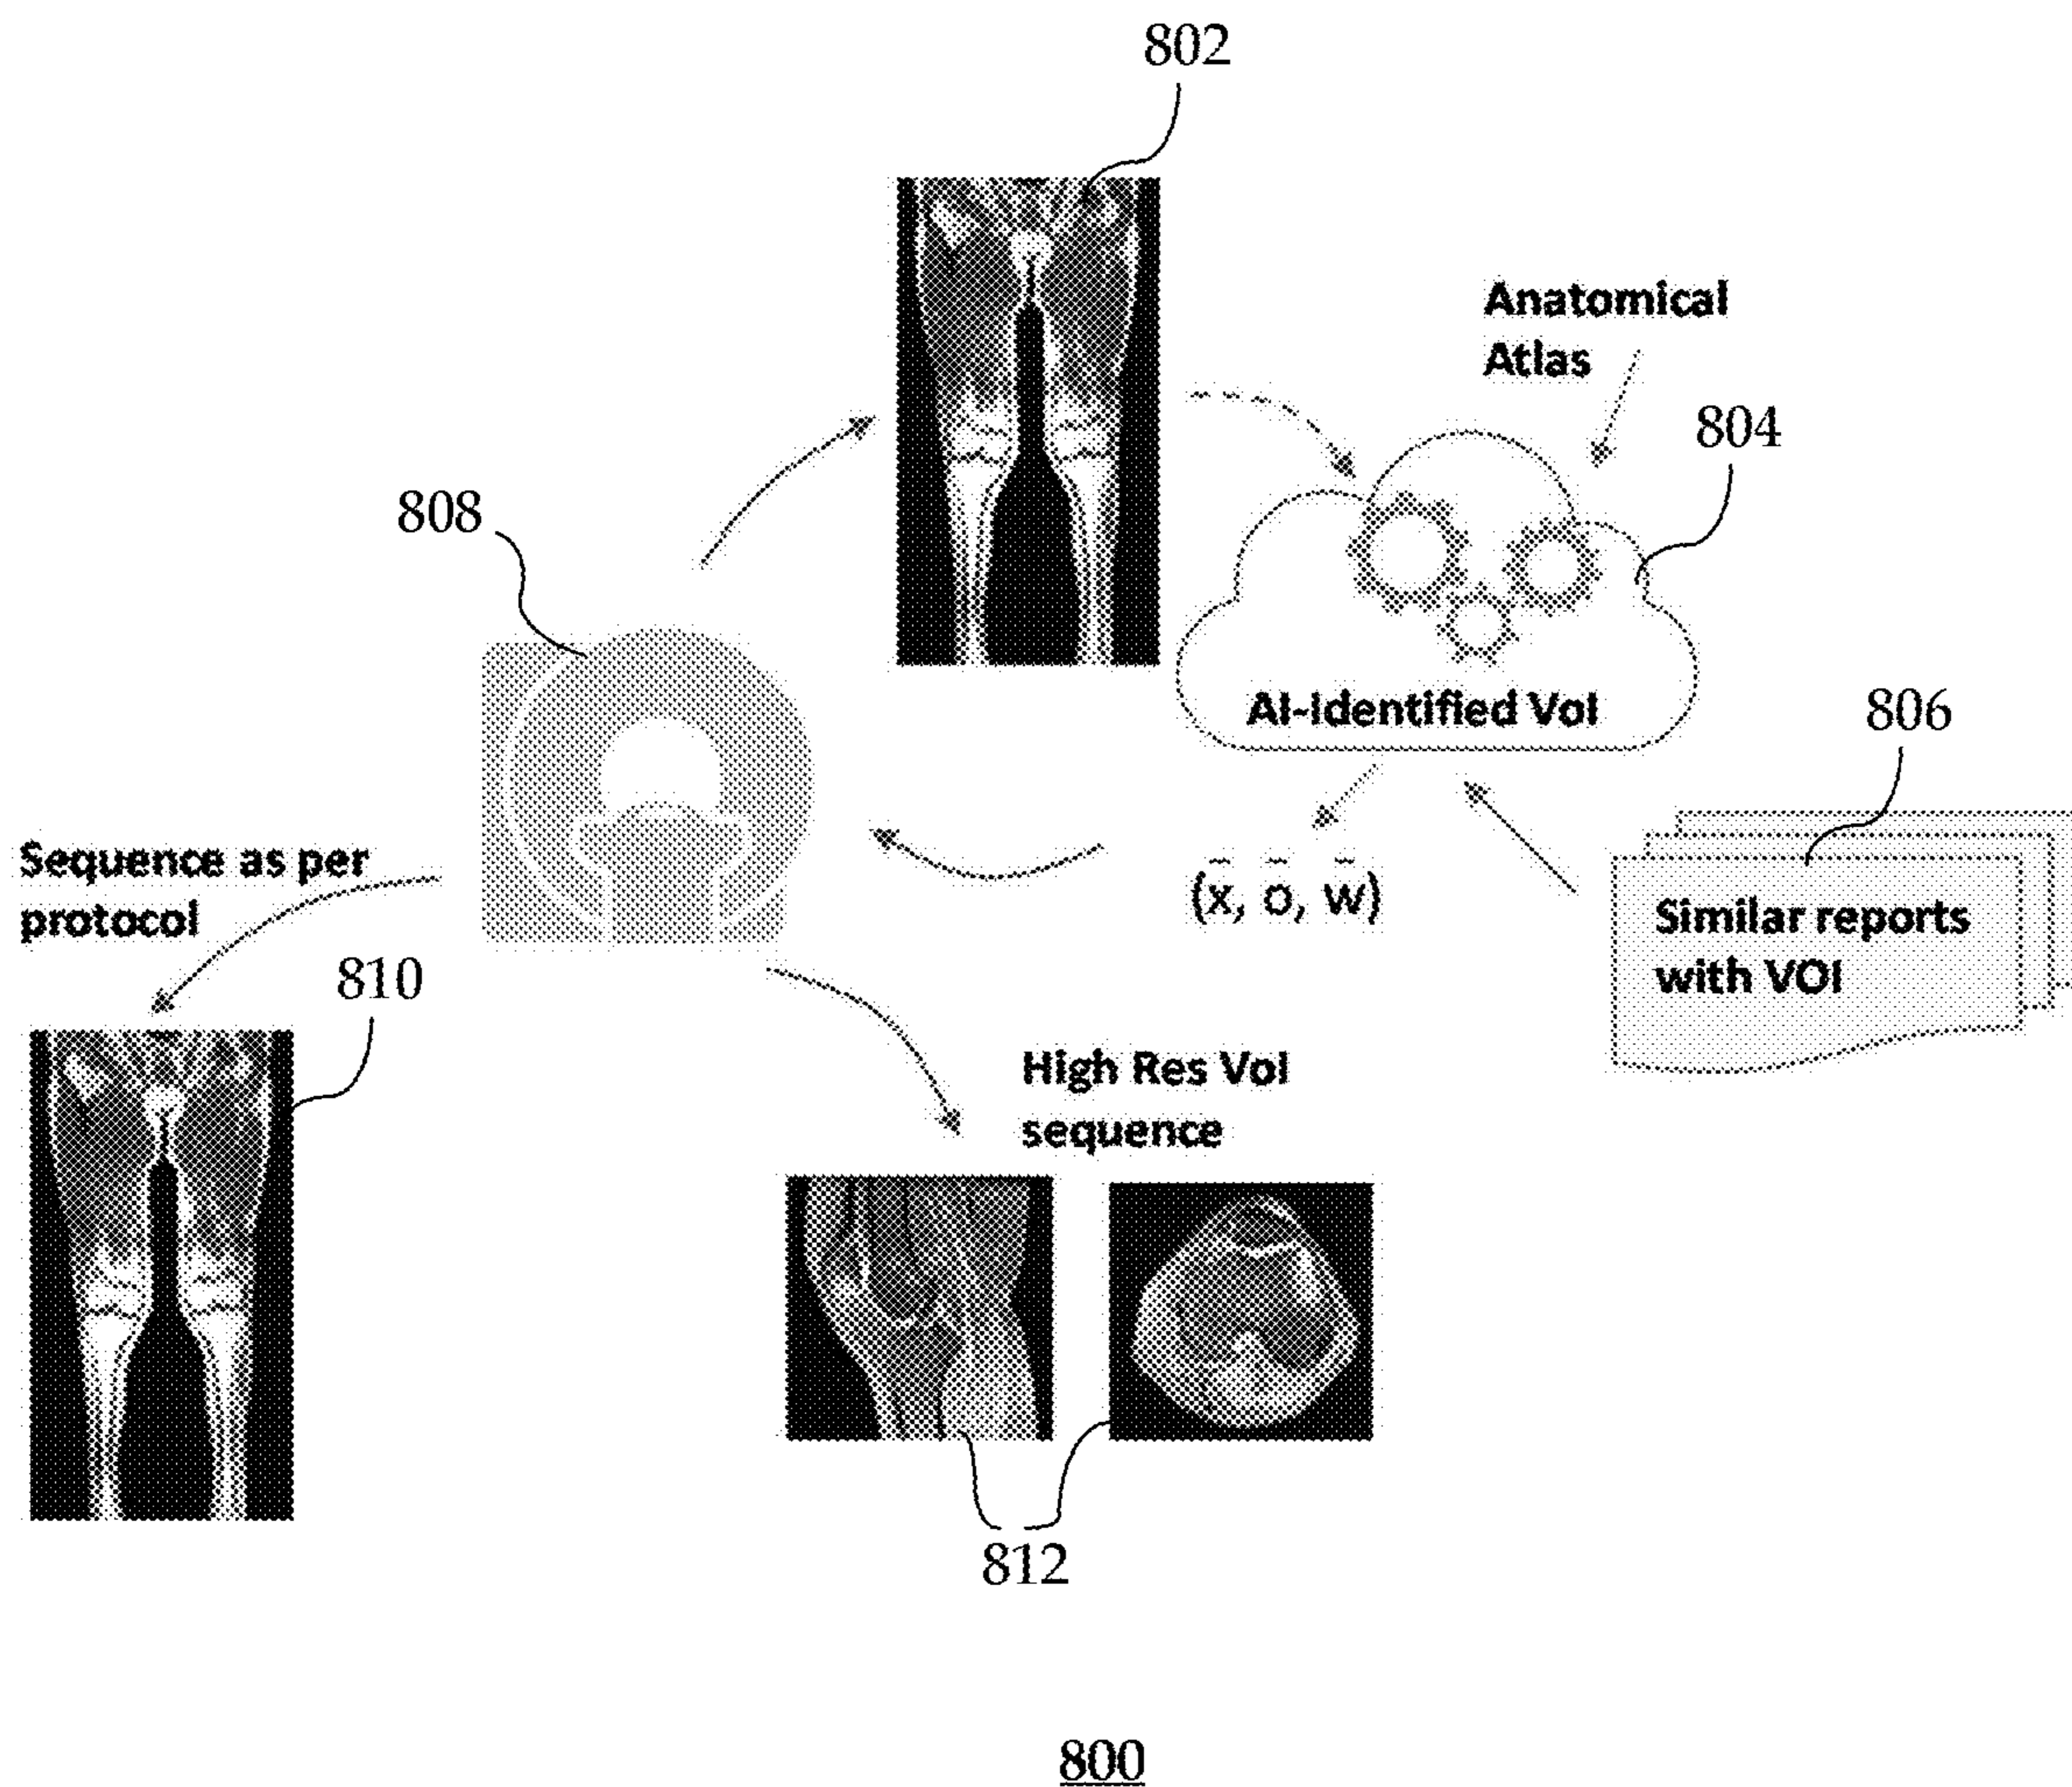 802
Anatomical
Atlas
804
808
AI-Identified VoI
806
Sequence as per
protocol
(x̄, ō, w̄)
Similar reports
with VOI
810
High Res VoI
sequence
812
800